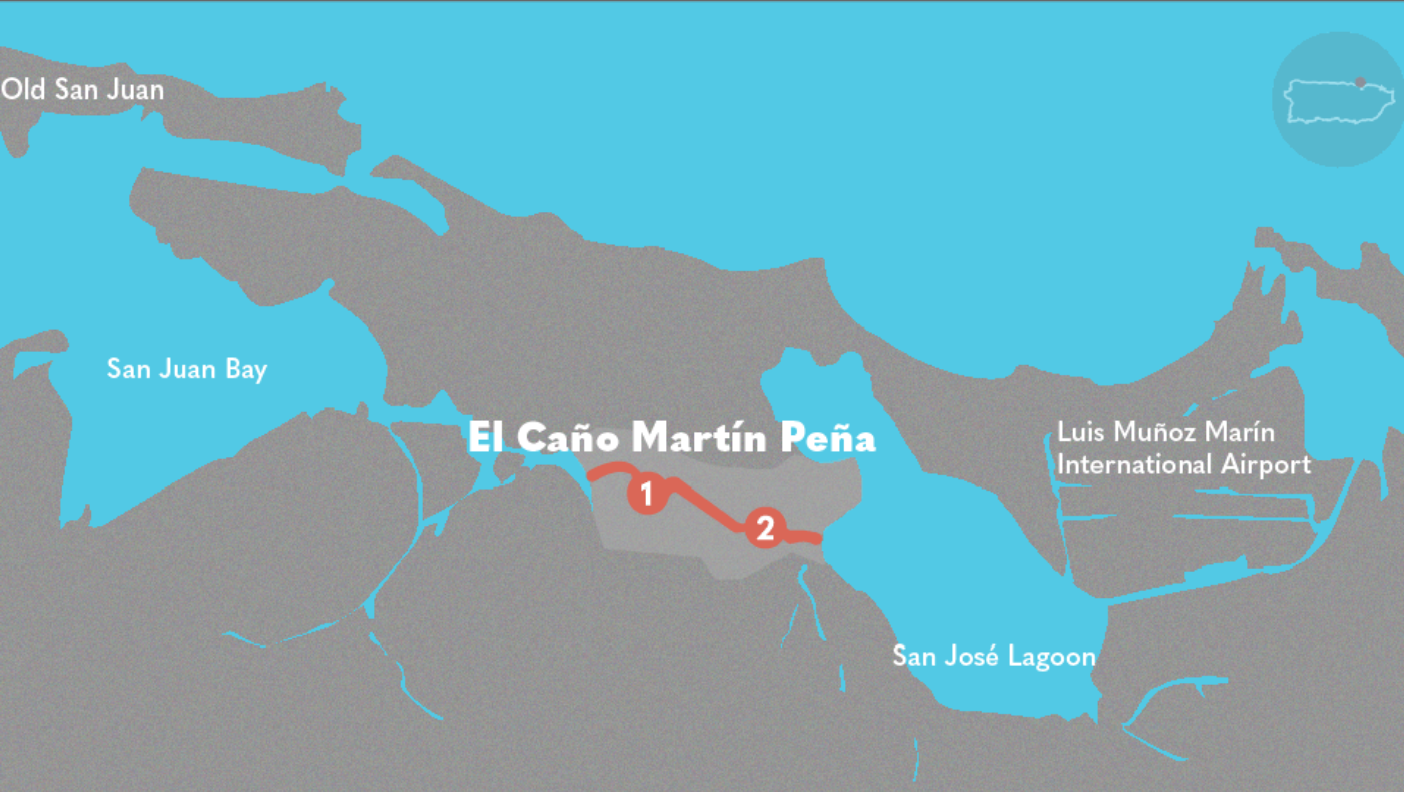 Old San Juan
San Juan Bay
El Caño Martín Peña
Luis Muñoz Marín
International Airport
1
2
San José Lagoon